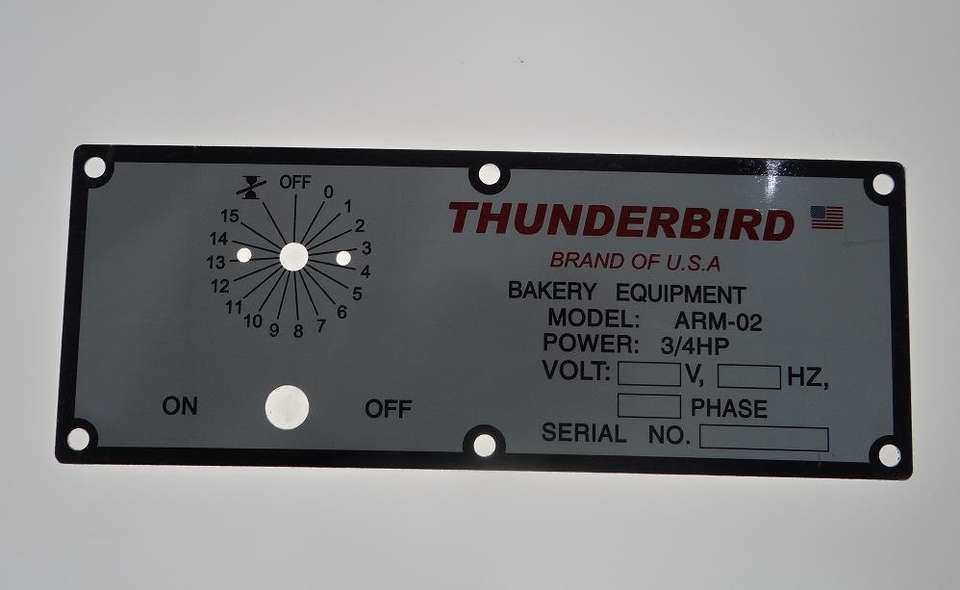 OFF
0
1
2
3
4
5
6
7
8
9
10
11
12
13
14
15
ON OFF
THUNDERBIRD
BRAND OF U.S.A
BAKERY EQUIPMENT
MODEL: ARM-02
POWER: 3/4HP
VOLT: V, HZ,
PHASE
SERIAL NO.